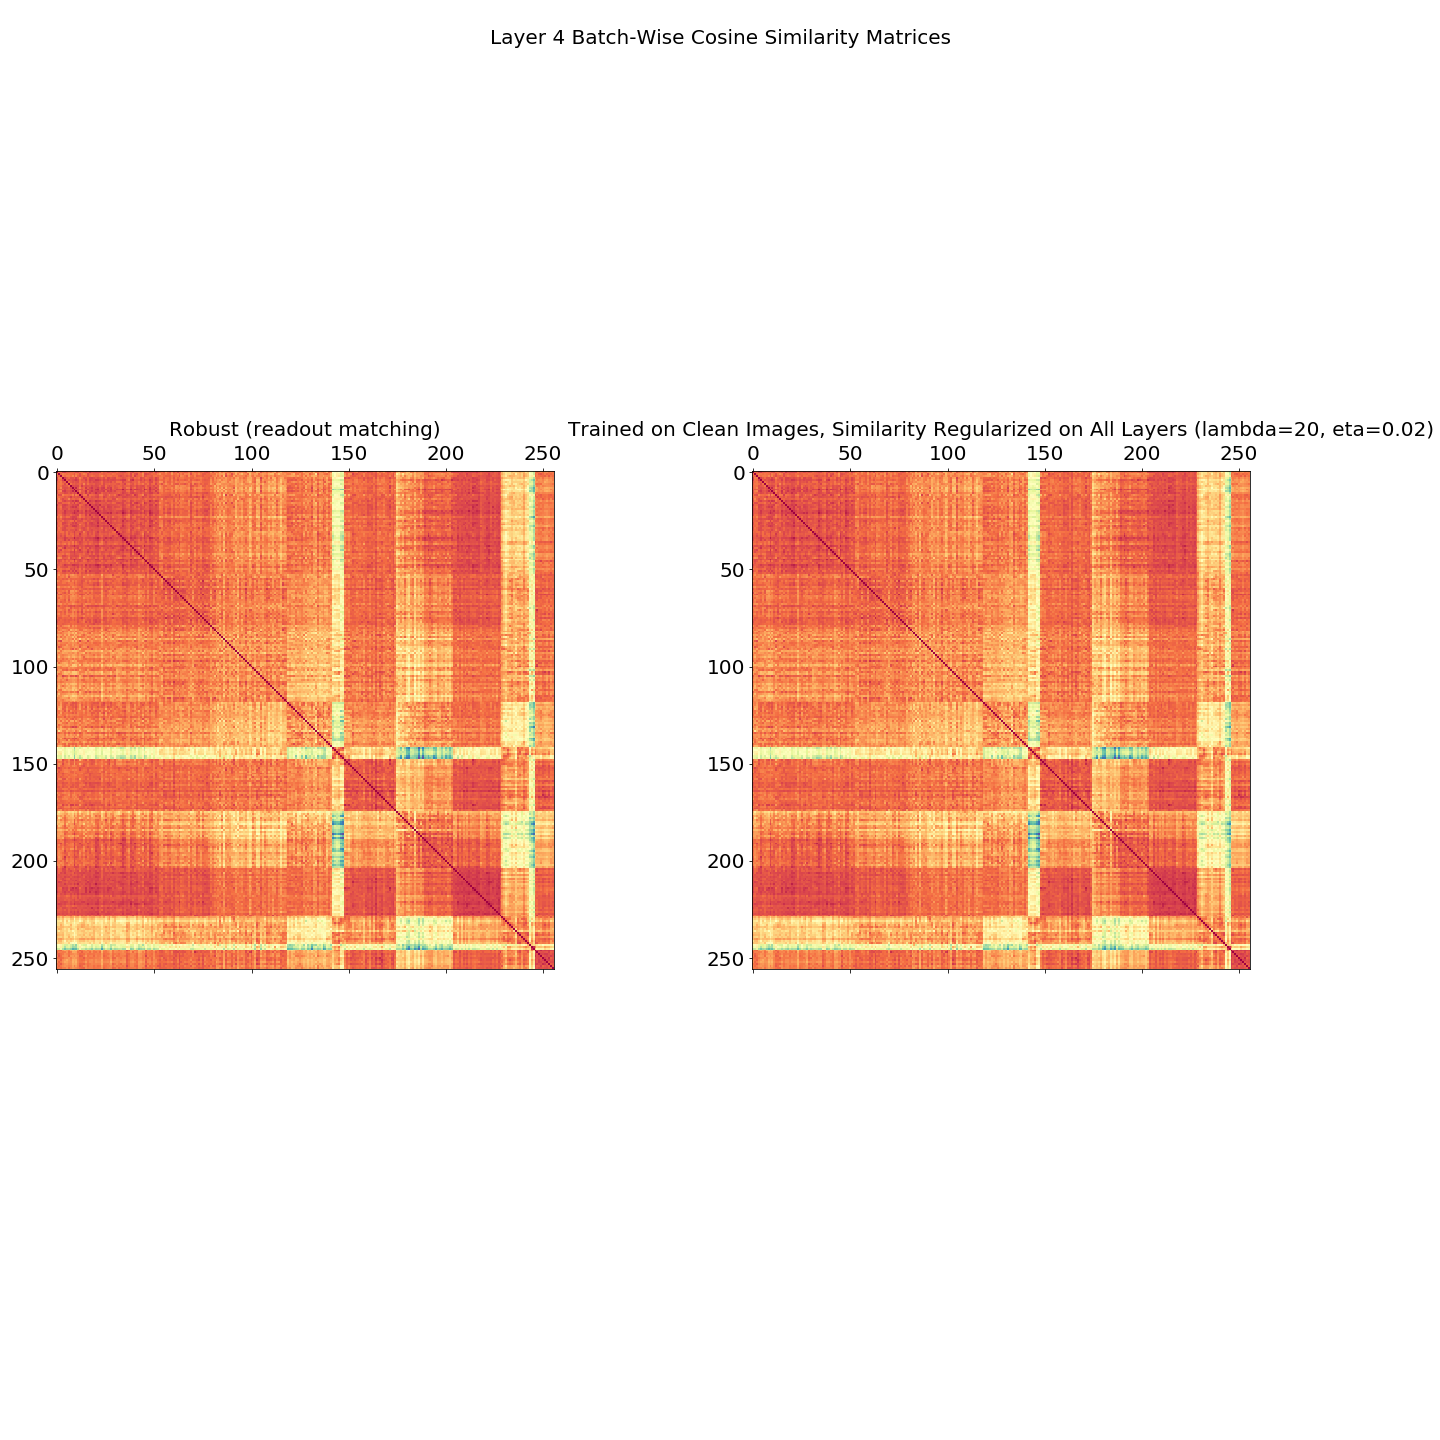 Layer 4 Batch-Wise Cosine Similarity Matrices
Robust (readout matching)
0 50 100 150 200 250
0
50
100
150
200
250
Trained on Clean Images, Similarity Regularized on All Layers (lambda=20, eta=0.02)
0 50 100 150 200 250
0
50
100
150
200
250